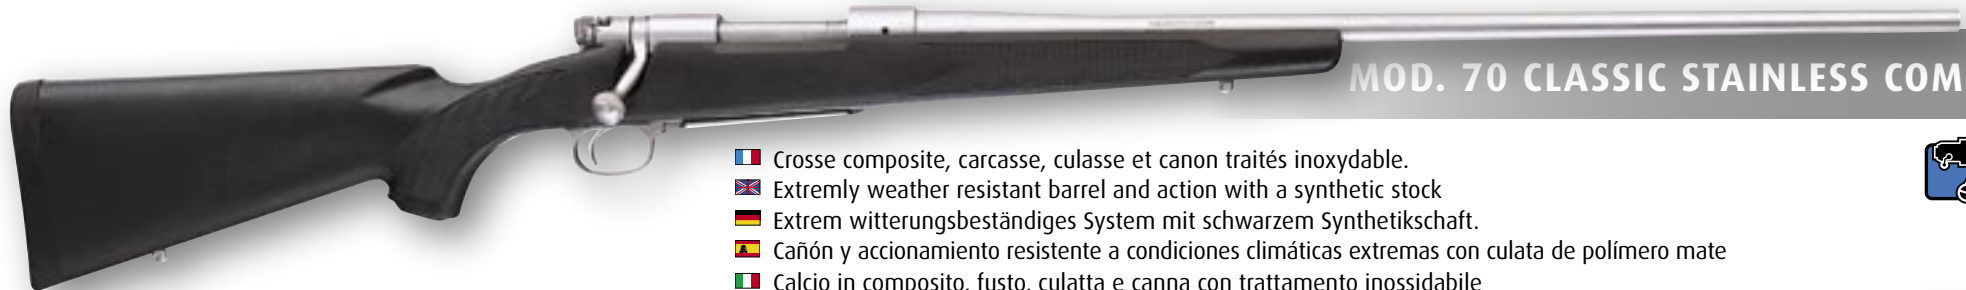 MOD. 70 CLASSIC STAINLESS COM
Crosse composite, carcasse, culasse et canon traités inoxydable.
Extremly weather resistant barrel and action with a synthetic stock
Extrem witterungsbeständiges System mit schwarzem Synthetikschaft.
Cañón y accionamiento resistente a condiciones climáticas extremas con culata de polímero mate
Calcio in composito, fusto, culatta e canna con trattamento inossidabile